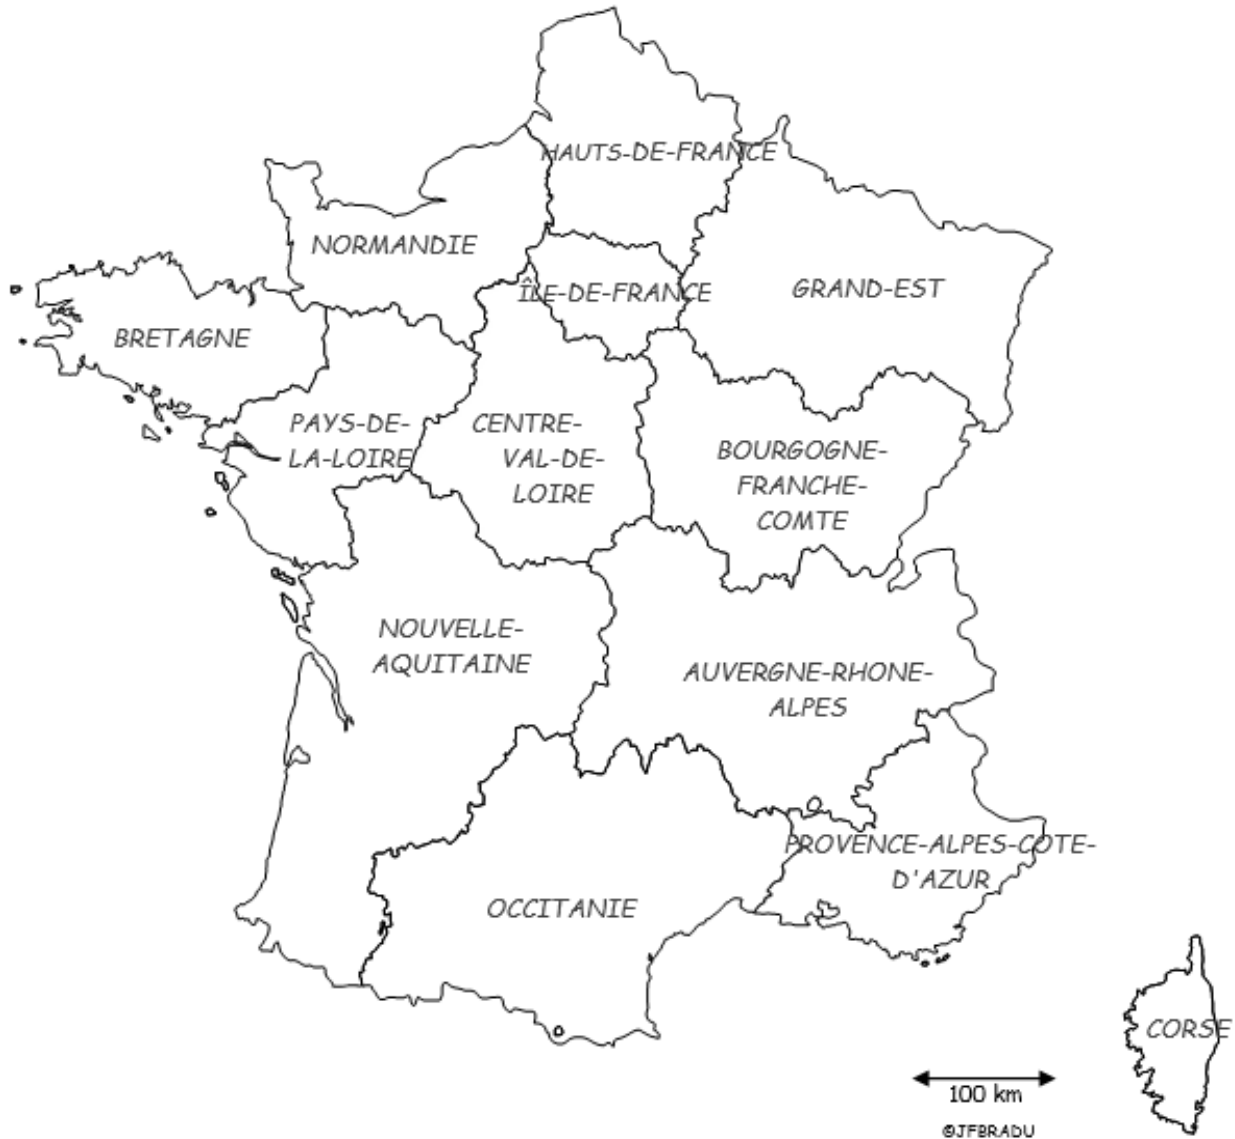 HAUTS-DE-FRANCE
NORMANDIE
ÎLE-DE-FRANCE
GRAND-EST
BRETAGNE
PAYS-DE-
LA-LOIRE
CENTRE-
VAL-DE-
LOIRE
BOURGOGNE-
FRANCHE-
COMTE
NOUVELLE-
AQUITAINE
AUVERGNE-RHONE-
ALPES
PROVENCE-ALPES-COTE-
D'AZUR
OCCITANIE
CORSE
100 km
©JFBRADU